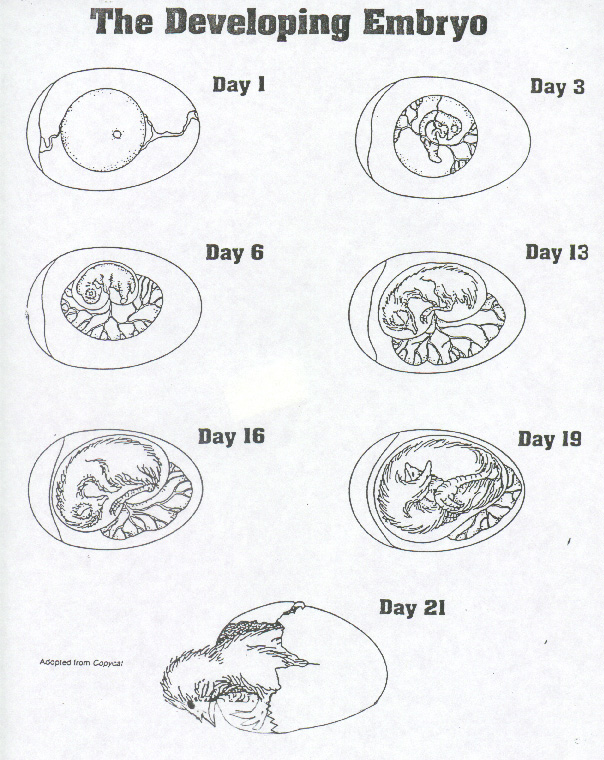 The Developing Embryo
Day 1
Day 3
Day 6
Day 13
Day 16
Day 19
Day 21
Adapted from Copycat